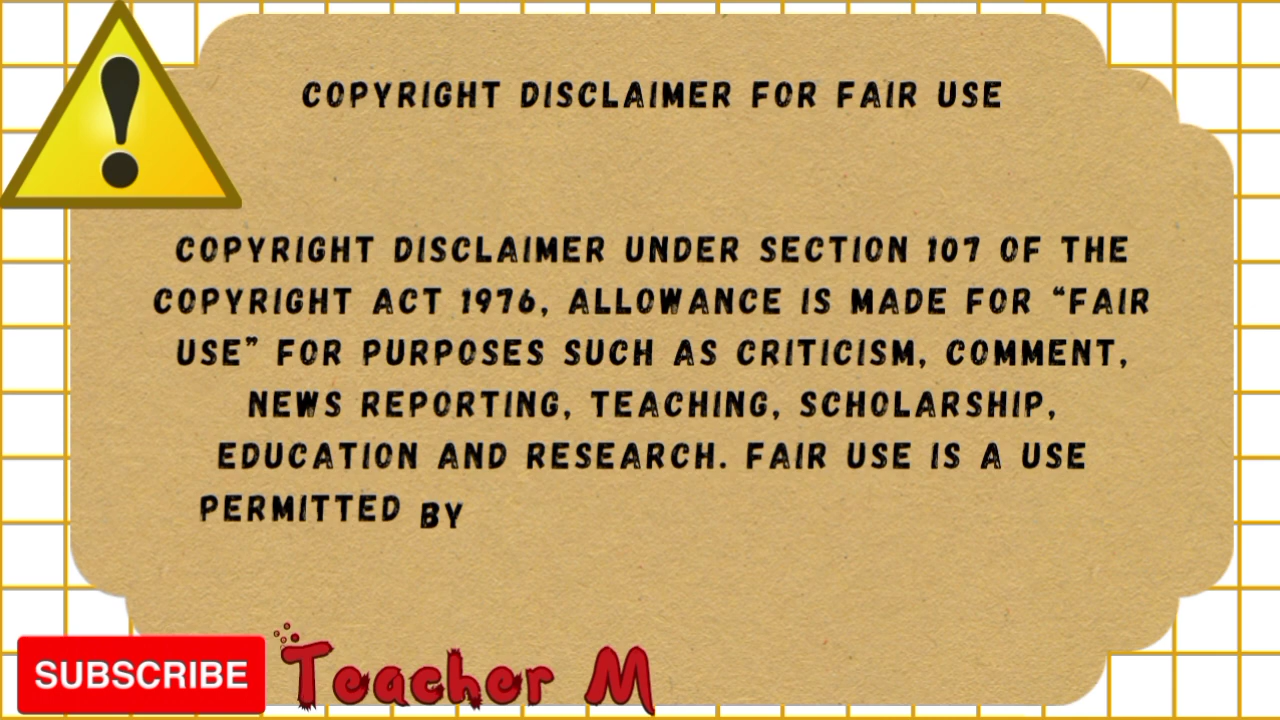 COPYRIGHT DISCLAIMER FOR FAIR USE
COPYRIGHT DISCLAIMER UNDER SECTION 107 OF THE
COPYRIGHT ACT 1976, ALLOWANCE IS MADE FOR “FAIR
USE” FOR PURPOSES SUCH AS CRITICISM, COMMENT,
NEWS REPORTING, TEACHING, SCHOLARSHIP,
EDUCATION AND RESEARCH. FAIR USE IS A USE
PERMITTED BY
SUBSCRIBE
Teacher M